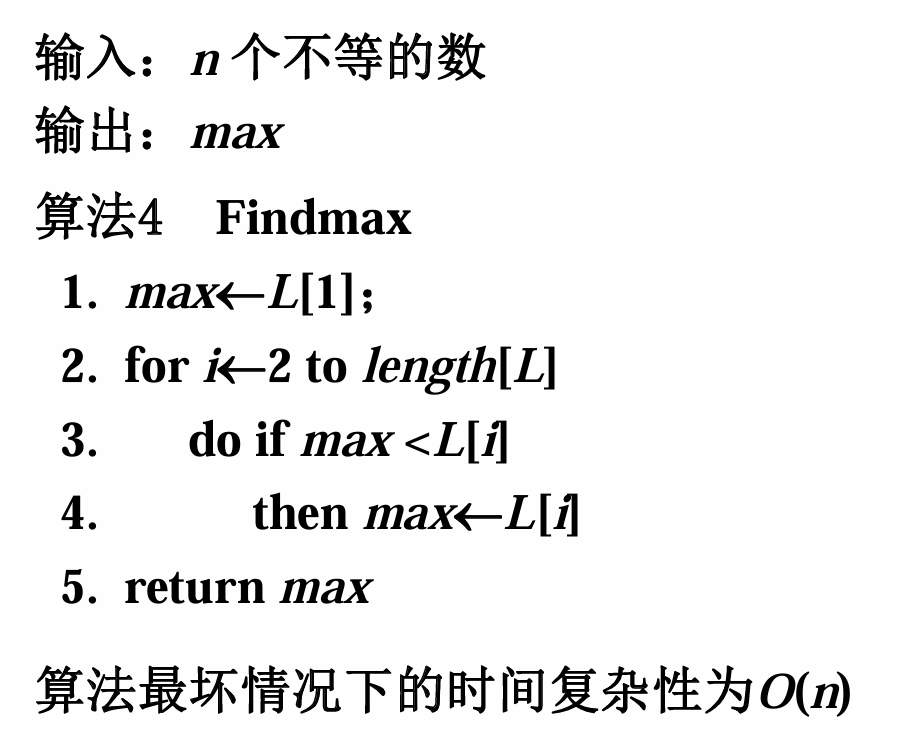 输入：n 个不等的数
输出：max
算法4 Findmax
1. max←L[1]；
2. for i←2 to length[L]
3. do if max <L[i]
4. then max←L[i]
5. return max
算法最坏情况下的时间复杂性为O(n)